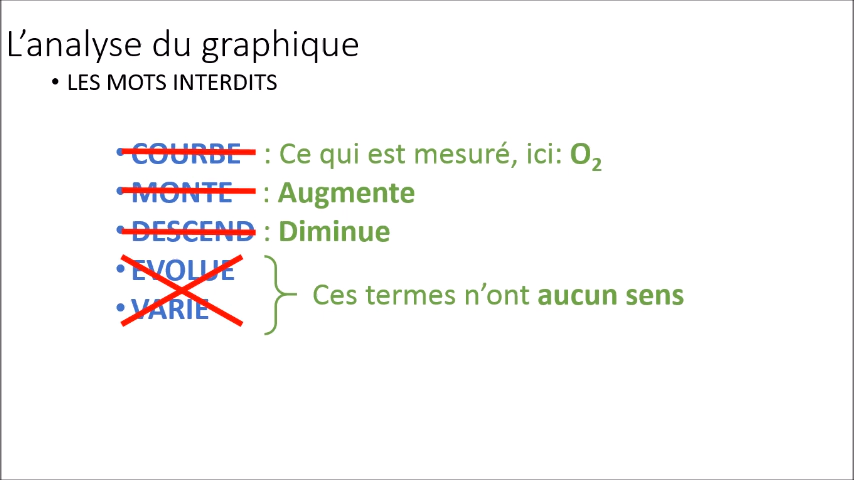 L’analyse du graphique
• LES MOTS INTERDITS
• COURBE : Ce qui est mesuré, ici: O₂
• MONTE : Augmente
• DESCEND : Diminue
• EVOLUE
• VARIE
Ces termes n’ont aucun sens